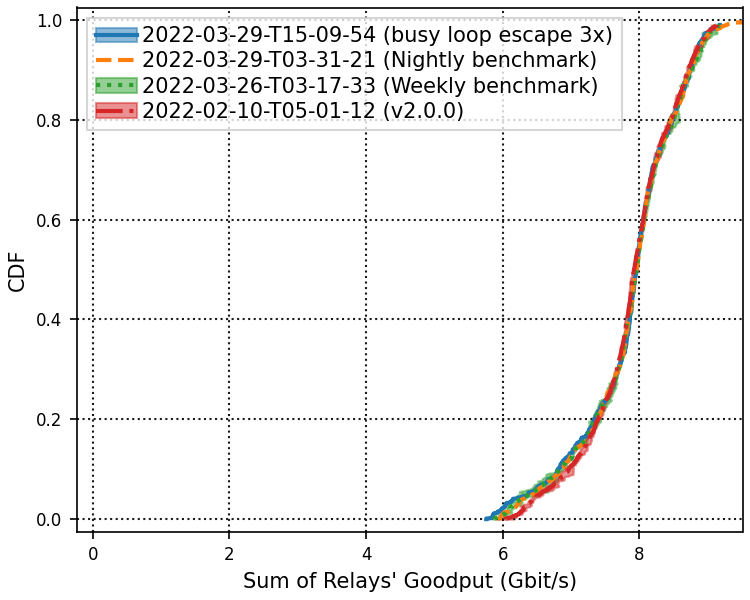 1.0
0.8
0.6
0.4
0.2
0.0
CDF
2022-03-29-T15-09-54 (busy loop escape 3x)
2022-03-29-T03-31-21 (Nightly benchmark)
2022-03-26-T03-17-33 (Weekly benchmark)
2022-02-10-T05-01-12 (v2.0.0)
0 2 4 6 8
Sum of Relays' Goodput (Gbit/s)